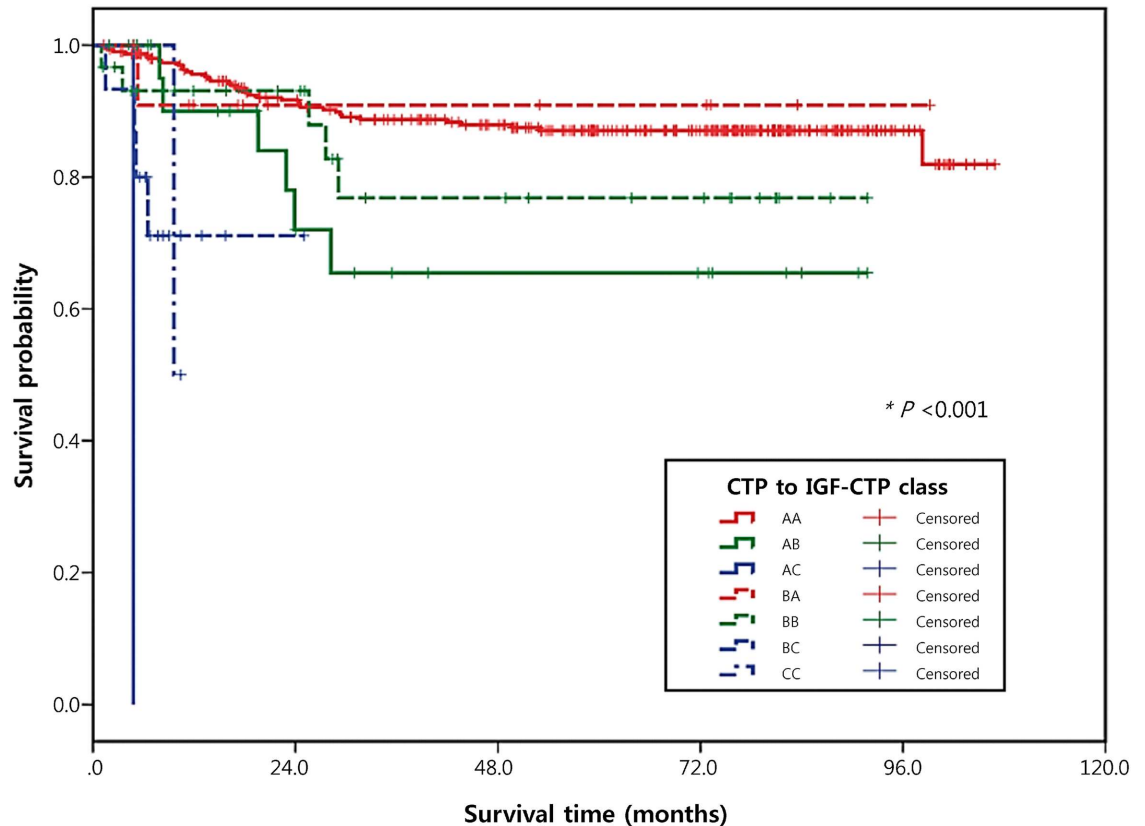 Survival probability
1.0
0.8
0.6
0.4
0.2
0.0
* P <0.001
CTP to IGF-CTP class
AA Censored
AB Censored
AC Censored
BA Censored
BB Censored
BC Censored
CC Censored
.0 24.0 48.0 72.0 96.0 120.0
Survival time (months)